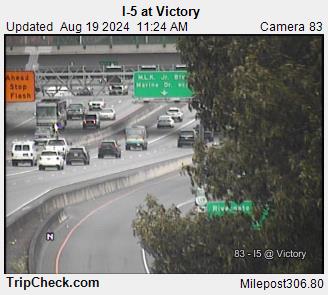 I-5 at Victory
Updated Aug 19 2024 11:24 AM Camera 83
Ahead
Stop
Flash
M.L.K. Jr. Blv
Marine Dr.
N
83 - I5 @ Victory
TripCheck.com Milepost306.80